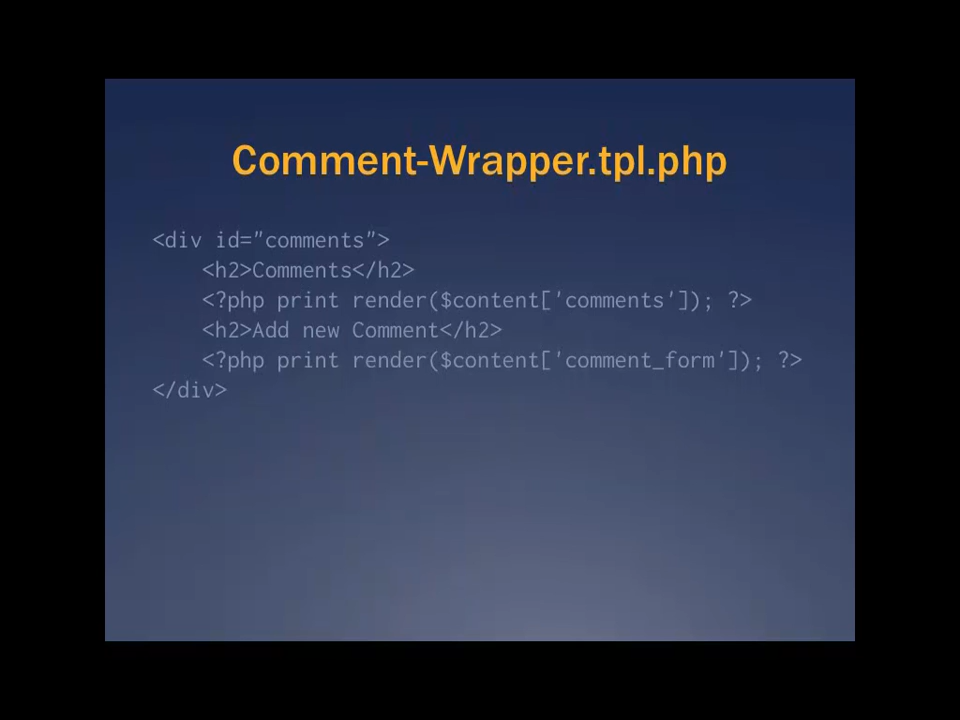 Comment-Wrapper.tpl.php
<div id="comments">
    <h2>Comments</h2>
    <?php print render($content['comments']); ?>
    <h2>Add new Comment</h2>
    <?php print render($content['comment_form']); ?>
</div>